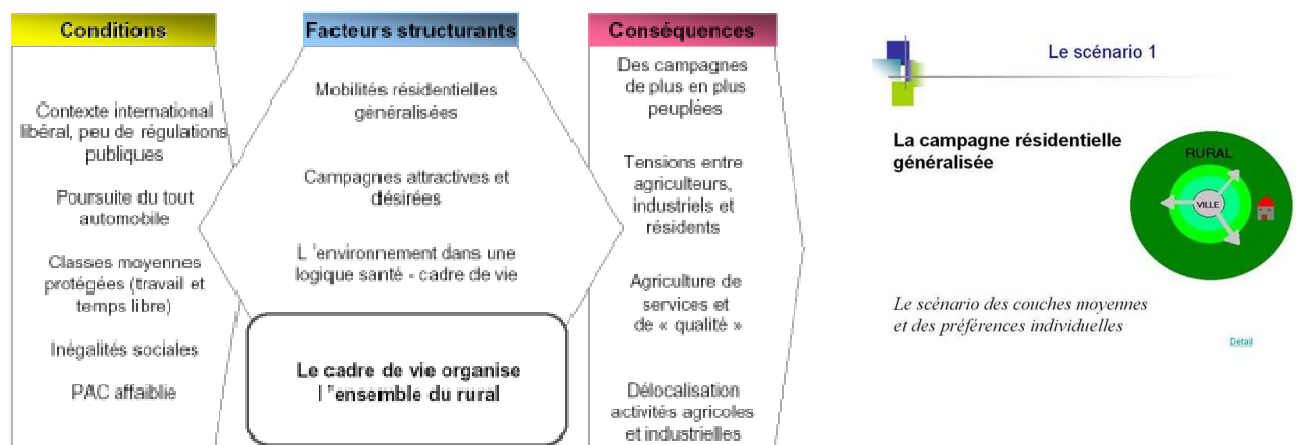 Conditions
Contexte international
libéral, peu de régulations
publiques
Poursuite du tout
automobile
Classes moyennes
protégées (travail et
temps libre)
Inégalités sociales
PAC affaiblie
Facteurs structurants
Mobilités résidentielles
généralisées
Campagnes attractives et
désirées
L 'environnement dans une
logique santé - cadre de vie
Le cadre de vie organise
l 'ensemble du rural
Conséquences
Des campagnes
de plus en plus
peuplées
Tensions entre
agriculteurs,
industriels et
résidents
Agriculture de
services et
de « qualité »
Délocalisation
activités agricoles
et industrielles
Le scénario 1
La campagne résidentielle
généralisée
RURAL
VILLE
Le scénario des couches moyennes
et des préférences individuelles
Détail